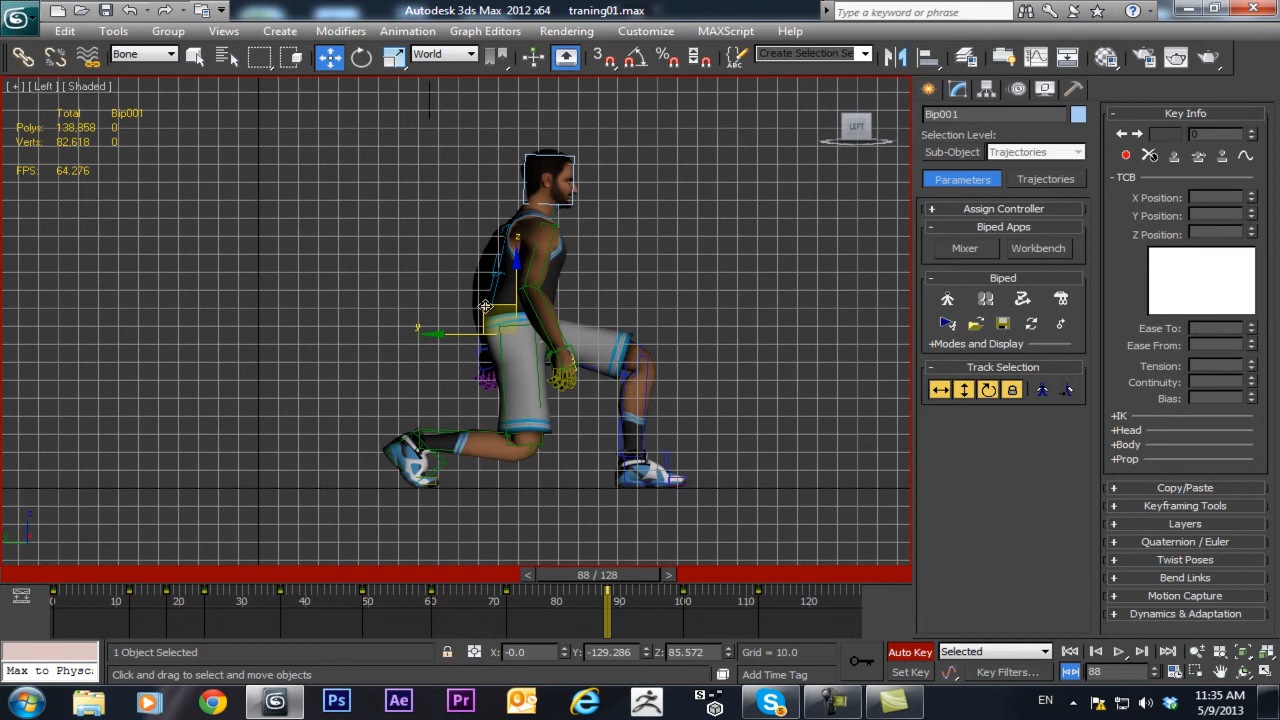 Autodesk 3ds Max 2012 x64 traning01.max
Type a keyword or phrase
Edit Tools Group Views Create Modifiers Animation Graph Editors Rendering Customize MAXScript Help
Bone World Create Selection Se
[ + ] [ Left ] [ Shaded ]
Total Bip001
Polys: 138,858 0
Verts: 82,618 0
FPS: 64.276
LEFT
z
y
z
y
88 / 128
0 10 20 30 40 50 60 70 80 90 100 110 120
Bip001
Selection Level:
Sub-Object Trajectories
Parameters Trajectories
+ Assign Controller
- Biped Apps
Mixer Workbench
- Biped
+Modes and Display
- Track Selection
- Key Info
0
- TCB
X Position:
Y Position:
Z Position:
Ease To:
Ease From:
Tension:
Continuity:
Bias:
+IK
+Head
+Body
+Prop
+ Copy/Paste
+ Keyframing Tools
+ Layers
+ Quaternion / Euler
+ Twist Poses
+ Bend Links
+ Motion Capture
+ Dynamics & Adaptation
1 Object Selected X: -0.0 Y: -129.286 Z: 85.572 Grid = 10.0 Auto Key Selected
Max to Physc Click and drag to select and move objects Add Time Tag Set Key Key Filters... 88
Ps Ae Pr S EN 11:35 AM
5/9/2013